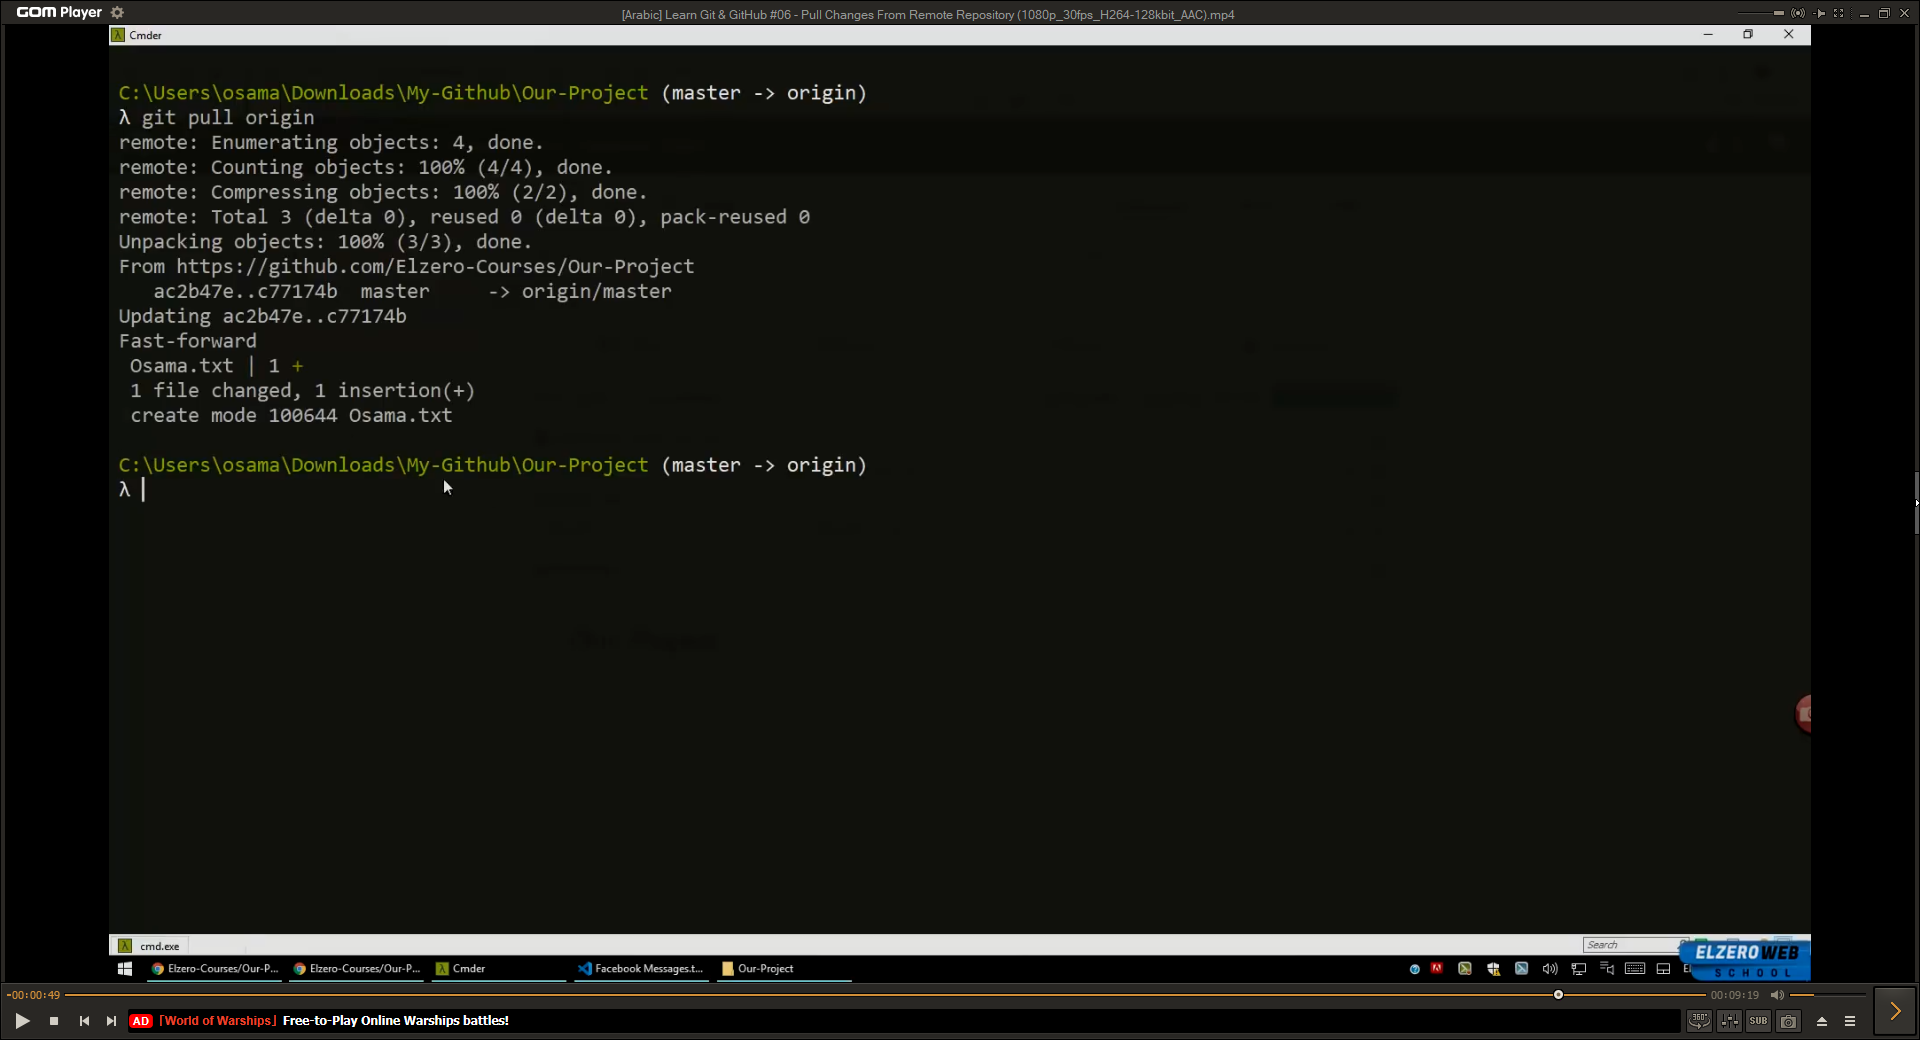 GOM Player
[Arabic] Learn Git & GitHub #06 - Pull Changes From Remote Repository (1080p_30fps_H264-128kbit_AAC).mp4
Cmder
C:\Users\osama\Downloads\My-Github\Our-Project (master -> origin)
λ git pull origin
remote: Enumerating objects: 4, done.
remote: Counting objects: 100% (4/4), done.
remote: Compressing objects: 100% (2/2), done.
remote: Total 3 (delta 0), reused 0 (delta 0), pack-reused 0
Unpacking objects: 100% (3/3), done.
From https://github.com/Elzero-Courses/Our-Project
ac2b47e..c77174b master -> origin/master
Updating ac2b47e..c77174b
Fast-forward
Osama.txt | 1 +
1 file changed, 1 insertion(+)
create mode 100644 Osama.txt
C:\Users\osama\Downloads\My-Github\Our-Project (master -> origin)
λ
cmd.exe
Search
Elzero-Courses/Our-P...
Elzero-Courses/Our-P...
Cmder
Facebook Messages.t...
Our-Project
ELZEROWEB
SCHOOL
-00:00:49
00:09:19
AD [World of Warships] Free-to-Play Online Warships battles!
360°
SUB